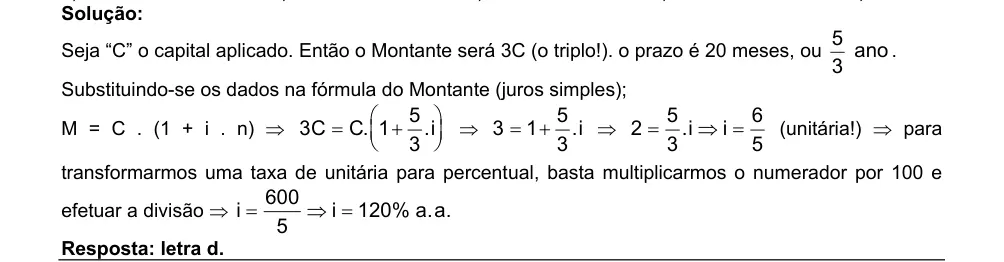 Solução:
Seja “C” o capital aplicado. Então o Montante será 3C (o triplo!). o prazo é 20 meses, ou 5/3 ano.
Substituindo-se os dados na fórmula do Montante (juros simples);
M = C . (1 + i . n) ⇒ 3C = C.(1+5/3.i) ⇒ 3 = 1+5/3.i ⇒ 2 = 5/3.i ⇒ i = 6/5 (unitária!) ⇒ para
transformarmos uma taxa de unitária para percentual, basta multiplicarmos o numerador por 100 e
efetuar a divisão ⇒ i = 600/5 ⇒ i = 120% a.a.
Resposta: letra d.